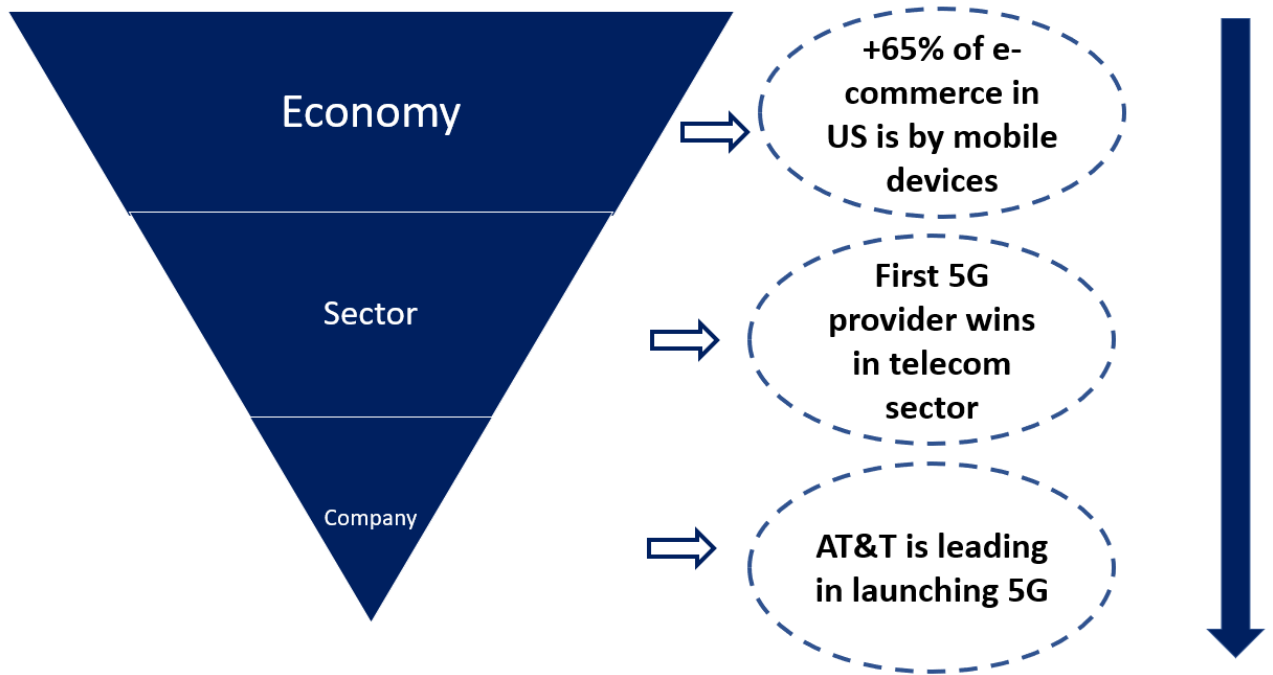 Economy
+65% of e-
commerce in
US is by mobile
devices
Sector
First 5G
provider wins
in telecom
sector
Company
AT&T is leading
in launching 5G